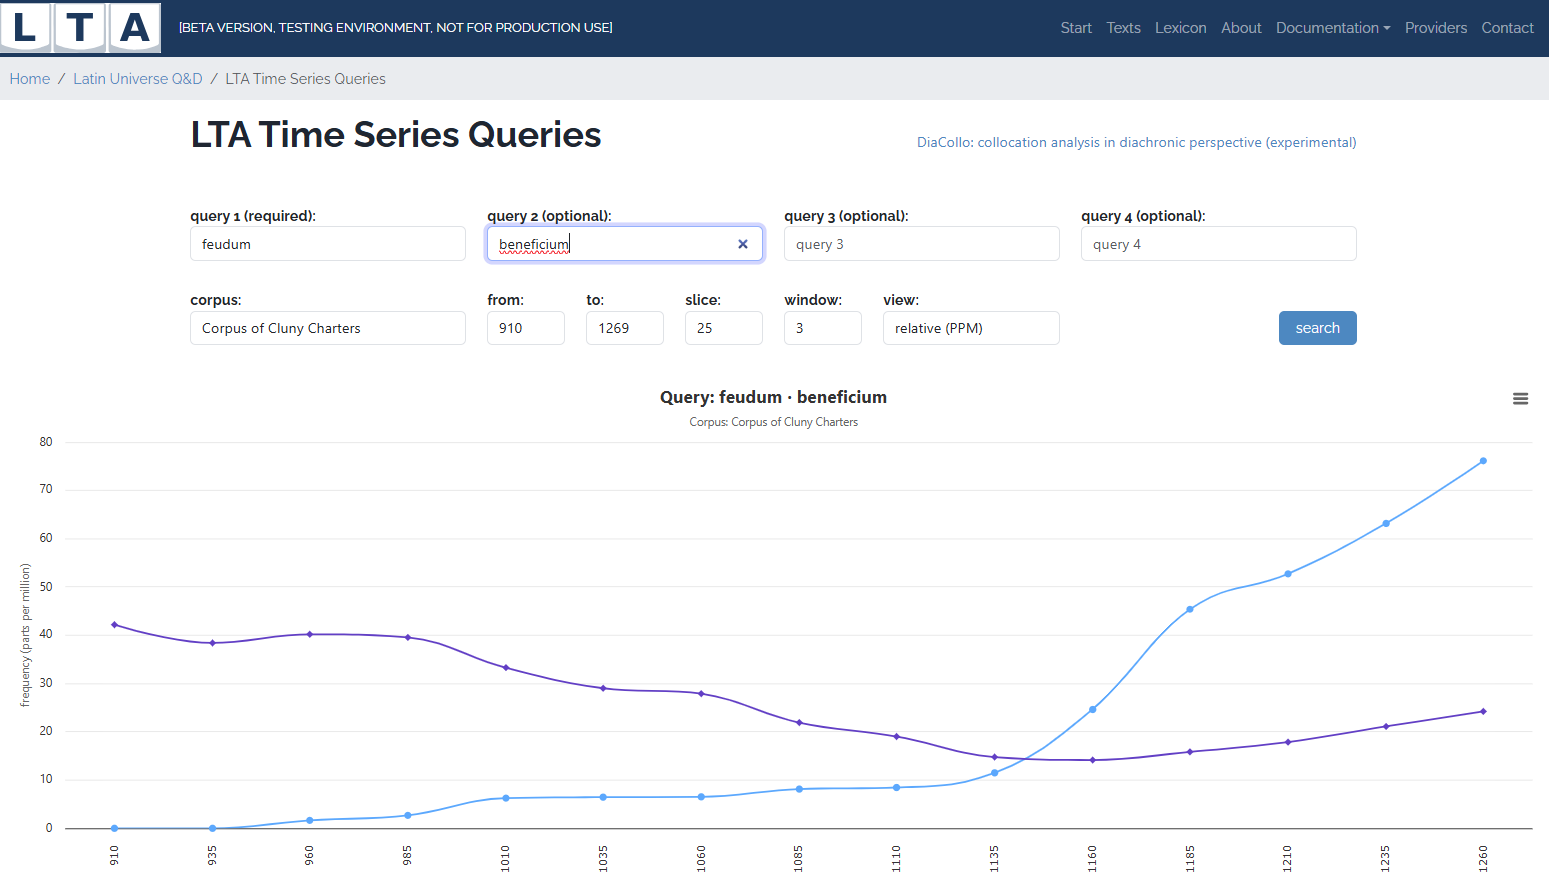 LTA [BETA VERSION, TESTING ENVIRONMENT, NOT FOR PRODUCTION USE] Start Texts Lexicon About Documentation Providers Contact
Home / Latin Universe Q&D / LTA Time Series Queries
LTA Time Series Queries
DiaCollo: collocation analysis in diachronic perspective (experimental)
query 1 (required): query 2 (optional): query 3 (optional): query 4 (optional):
feudum beneficium × query 3 query 4
corpus: from: to: slice: window: view:
Corpus of Cluny Charters 910 1269 25 3 relative (PPM) search
Query: feudum · beneficium
Corpus: Corpus of Cluny Charters
80
70
60
50
40
30
20
10
0
frequency (parts per million)
910 935 960 985 1010 1035 1060 1085 1110 1135 1160 1185 1210 1235 1260